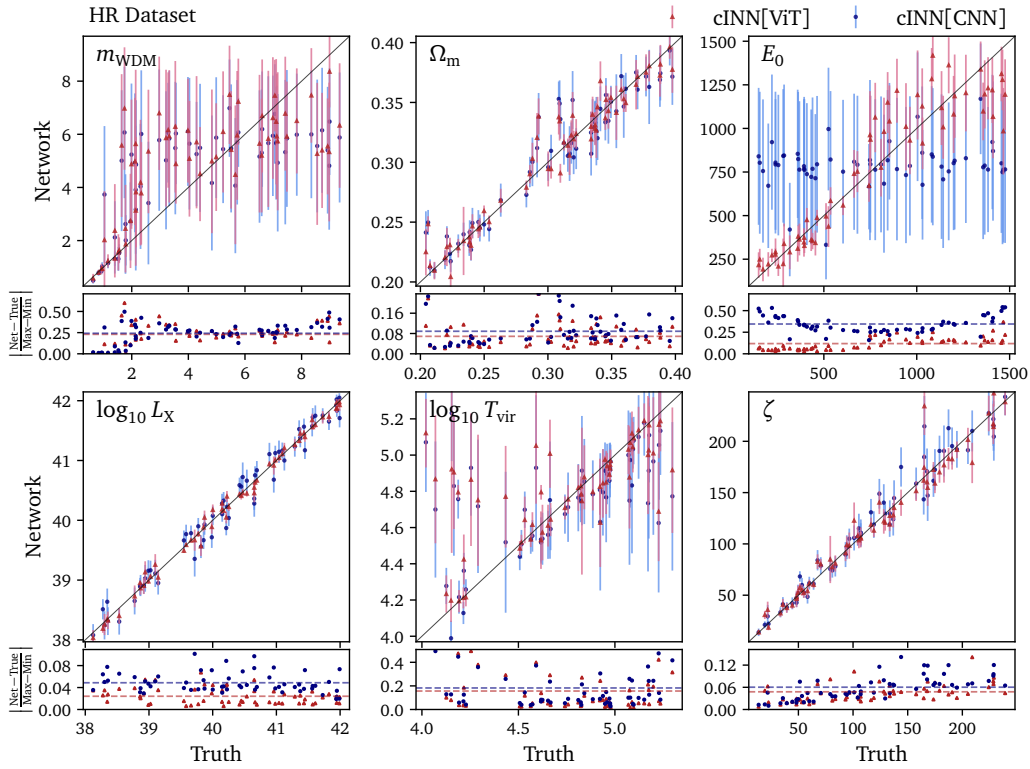 HR Dataset
cINN[ViT]
cINN[CNN]
m_WDM
Ω_m
E_0
Network
8
6
4
2
0.40
0.35
0.30
0.25
0.20
1500
1250
1000
750
500
250
|Net−True / Max−Min|
0.50
0.25
0.00
0.16
0.08
0.00
0.50
0.25
0.00
2 4 6 8
0.20 0.25 0.30 0.35 0.40
500 1000 1500
log₁₀ L_X
log₁₀ T_vir
ζ
Network
42
41
40
39
38
5.2
5.0
4.8
4.6
4.4
4.2
4.0
200
150
100
50
|Net−True / Max−Min|
0.08
0.04
0.00
0.4
0.2
0.0
0.12
0.06
0.00
38 39 40 41 42
4.0 4.5 5.0
50 100 150 200
Truth
Truth
Truth